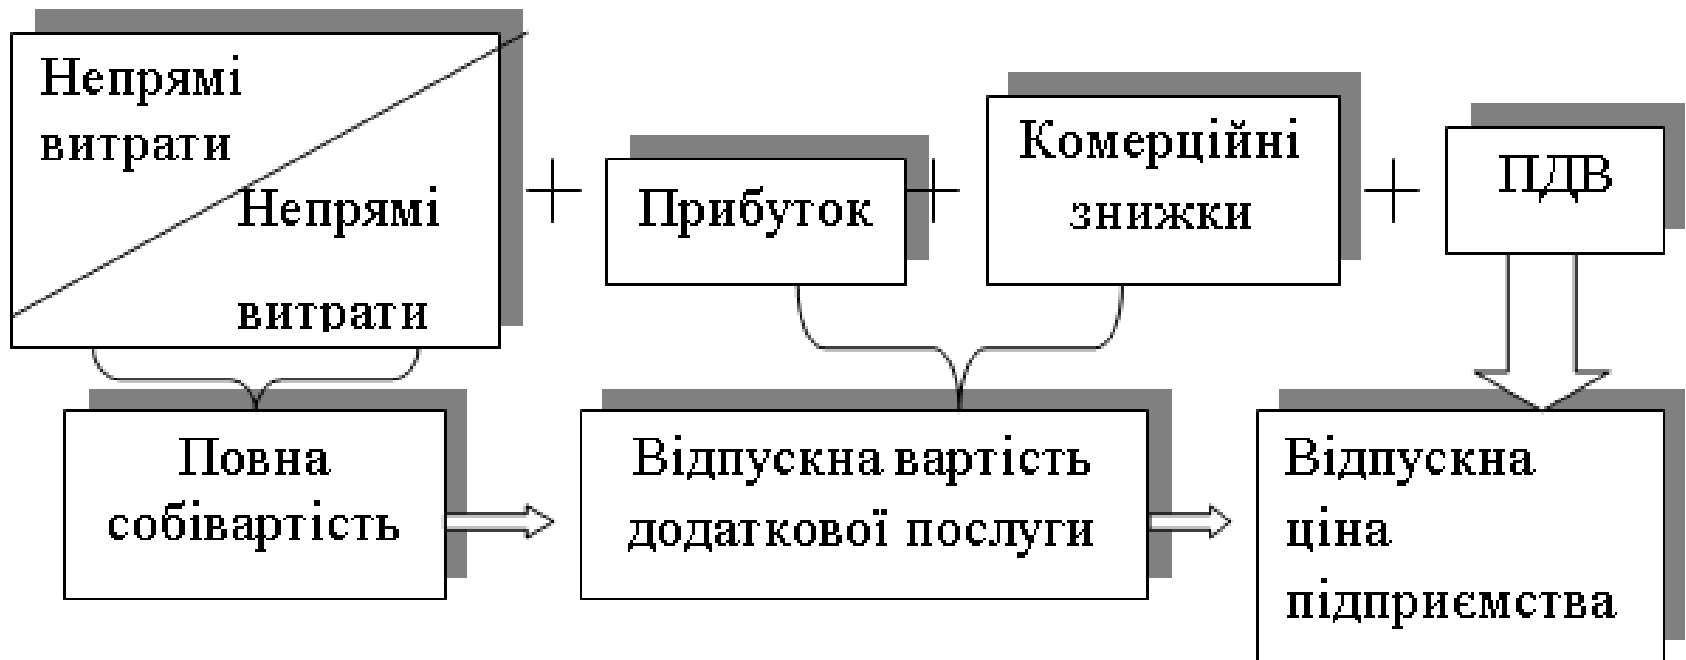 Непрямі
витрати
Непрямі
витрати
+
Прибуток
+
Комерційні
знижки
+
ПДВ
Повна
собівартість
Відпускна вартість
додаткової послуги
Відпускна
ціна
підприємства